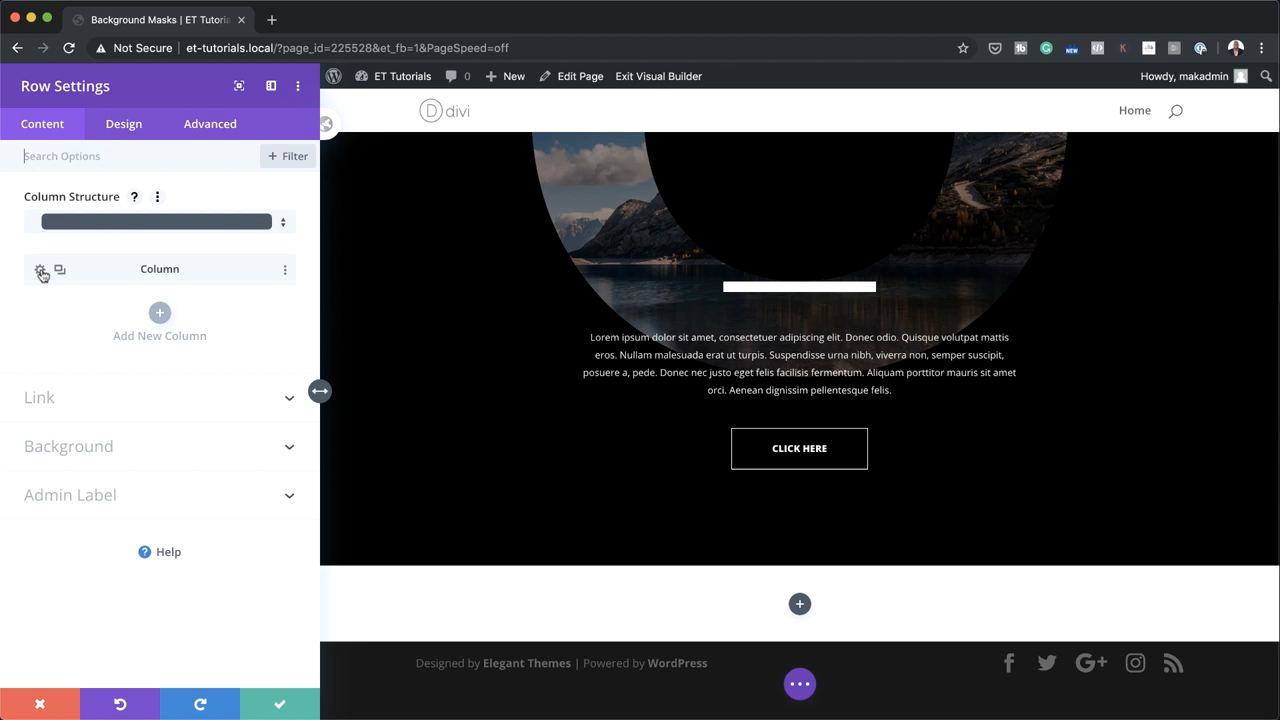 Background Masks | ET Tutoria
Not Secure
et-tutorials.local/?page_id=225528&et_fb=1&PageSpeed=off
NEW
Row Settings
ET Tutorials
0
New
Edit Page
Exit Visual Builder
Howdy, makadmin
Content
Design
Advanced
D divi
Home
Search Options
+ Filter
Column Structure ?
Column
Add New Column
Lorem ipsum dolor sit amet, consectetuer adipiscing elit. Donec odio. Quisque volutpat mattis
eros. Nullam malesuada erat ut turpis. Suspendisse urna nibh, viverra non, semper suscipit,
posuere a, pede. Donec nec justo eget felis facilisis fermentum. Aliquam porttitor mauris sit amet
orci. Aenean dignissim pellentesque felis.
Link
Background
CLICK HERE
Admin Label
? Help
Designed by Elegant Themes | Powered by WordPress